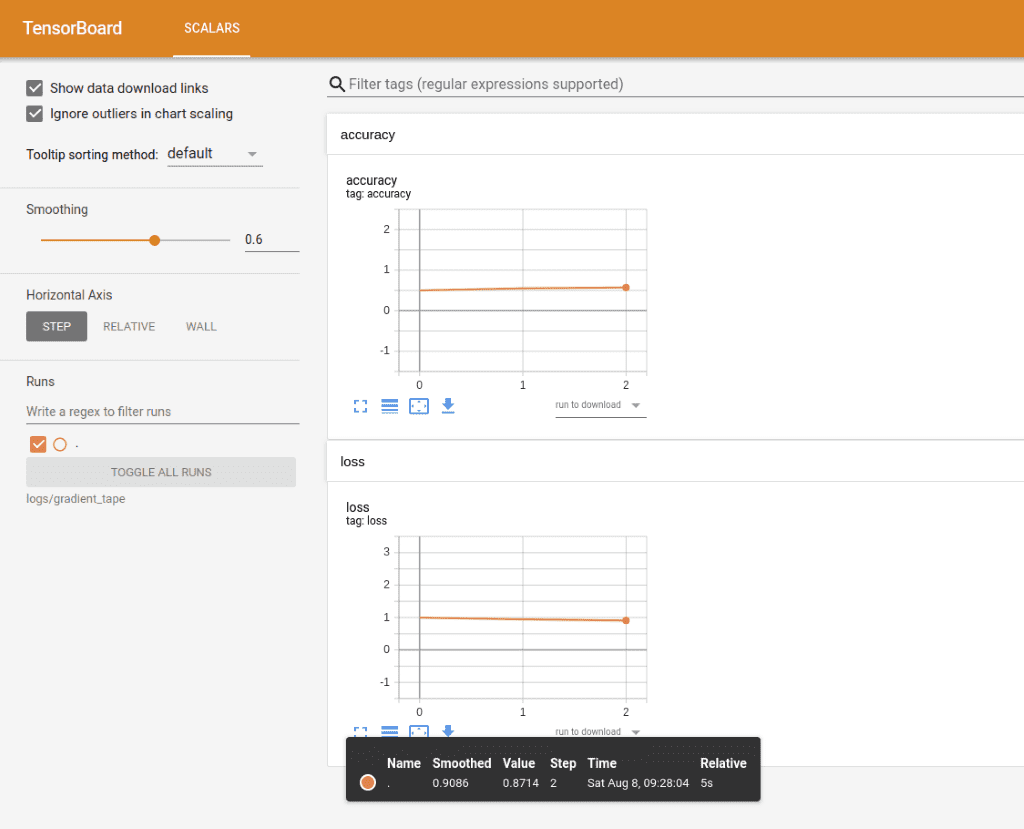 TensorBoard SCALARS
Show data download links
Ignore outliers in chart scaling
Tooltip sorting method: default
Smoothing
0.6
Horizontal Axis
STEP RELATIVE WALL
Runs
Write a regex to filter runs
.
TOGGLE ALL RUNS
logs/gradient_tape
Filter tags (regular expressions supported)
accuracy
accuracy
tag: accuracy
2
1
0
-1
0 1 2
run to download
loss
loss
tag: loss
3
2
1
0
-1
0 1 2
run to download
Name Smoothed Value Step Time Relative
. 0.9086 0.8714 2 Sat Aug 8, 09:28:04 5s